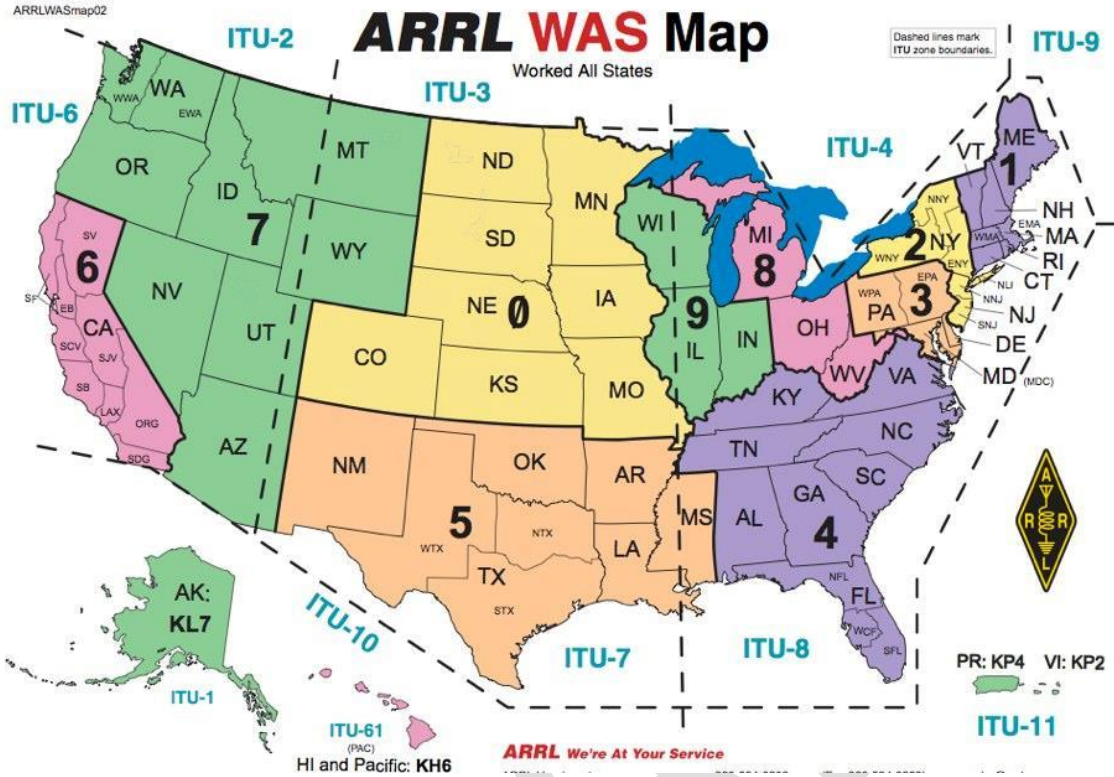 ARRLWASmap02
ARRL WAS Map
Worked All States
Dashed lines mark
ITU zone boundaries.
ITU-2
ITU-9
ITU-3
ITU-6
ITU-4
WWA
WA
EWA
OR
ID
MT
7
WY
NV
UT
AZ
SV
6
SF
EB
CA
SCV
SJV
SB
LAX
ORG
SDG
ND
SD
NE
0
MN
IA
CO
KS
MO
WI
9
IL
IN
MI
8
OH
WV
VT
ME
1
NH
EMA
WMA
MA
RI
CT
NNY
NY
2
WNY
ENY
NLI
NNJ
NJ
SNJ
EPA
WPA
PA
3
DE
MD (MDC)
NM
OK
AR
5
WTX
NTX
TX
STX
LA
MS
KY
VA
TN
NC
SC
AL
GA
4
NFL
FL
WCF
SFL
A
R R
L
AK:
KL7
ITU-1
ITU-10
ITU-7
ITU-8
ITU-61
(PAC)
HI and Pacific: KH6
PR: KP4 VI: KP2
ITU-11
ARRL We're At Your Service